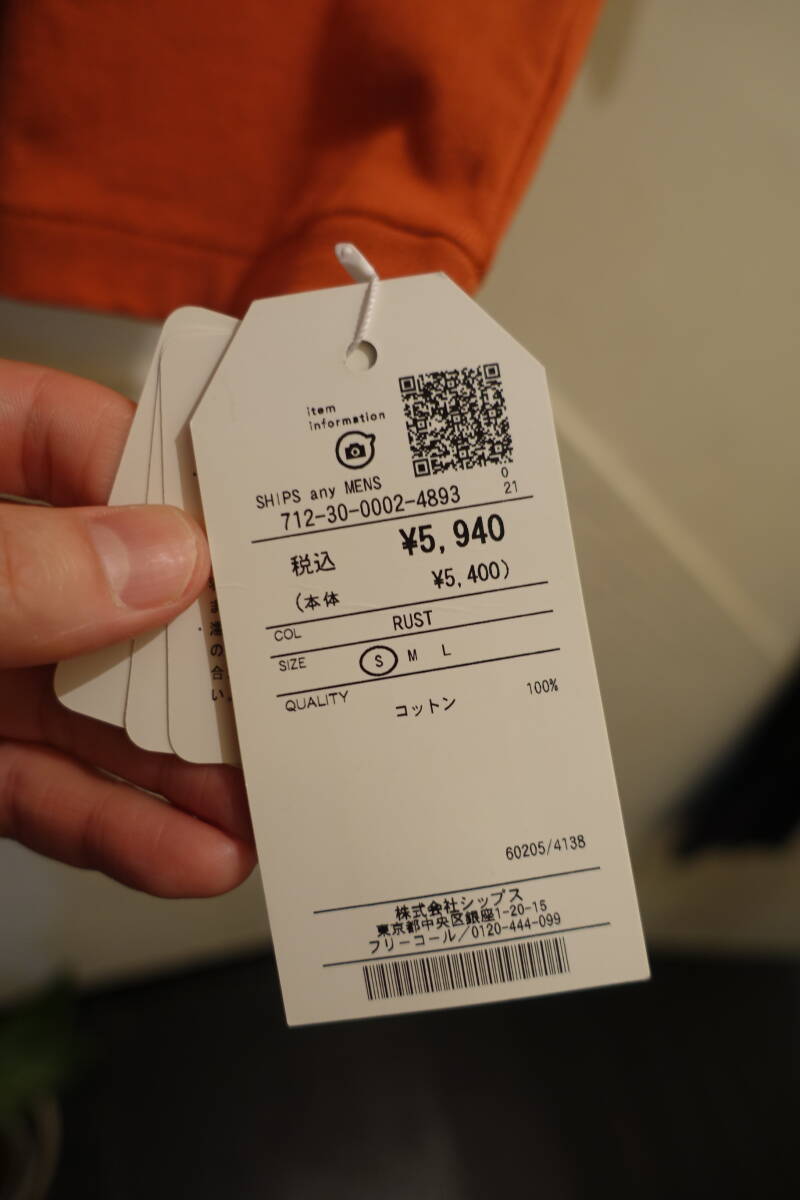 item
information
SHIPS any MENS
0
712-30-0002-4893 21
税込 ¥5,940
(本体 ¥5,400)
COL RUST
SIZE S M L
QUALITY コットン 100%
60205/4138
株式会社シップス
東京都中央区銀座1-20-15
フリーコール/0120-444-099
の
合
い。